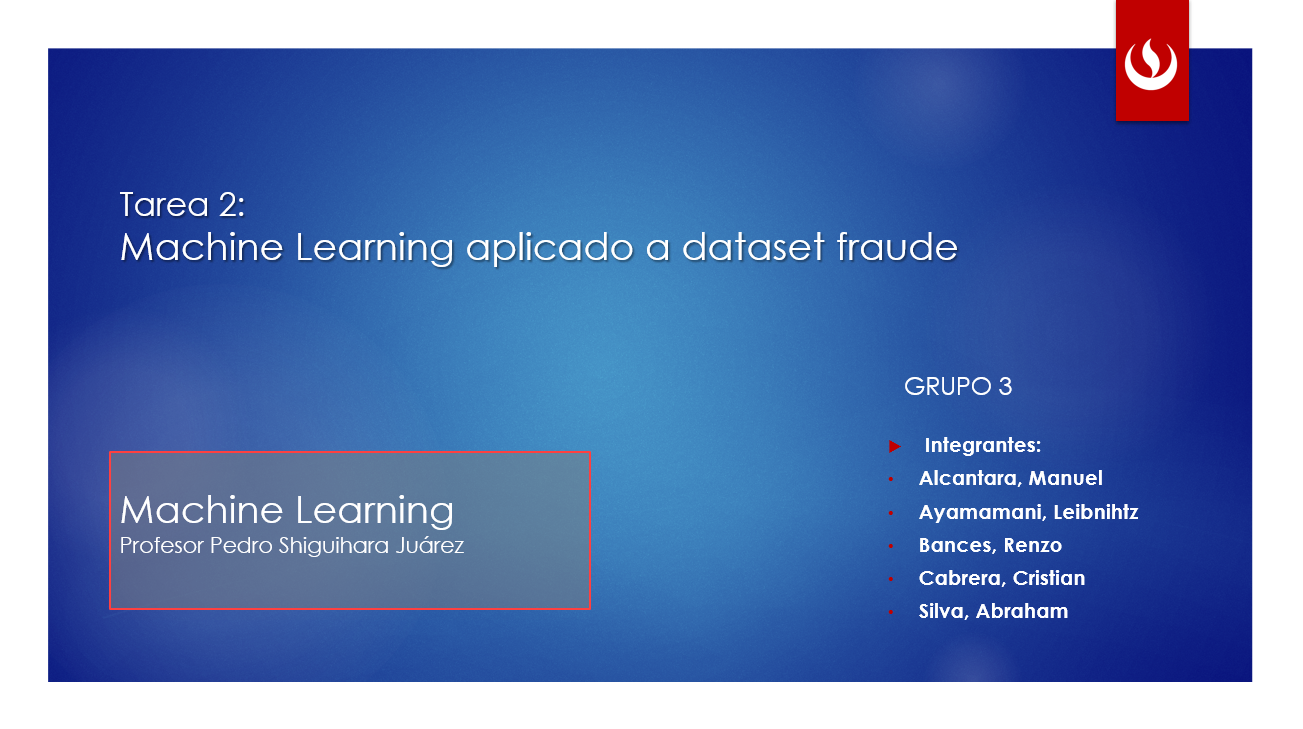 Tarea 2:
Machine Learning aplicado a dataset fraude
GRUPO 3
Integrantes:
Alcantara, Manuel
Ayamamani, Leibnihtz
Bances, Renzo
Cabrera, Cristian
Silva, Abraham
Machine Learning
Profesor Pedro Shiguihara Juárez